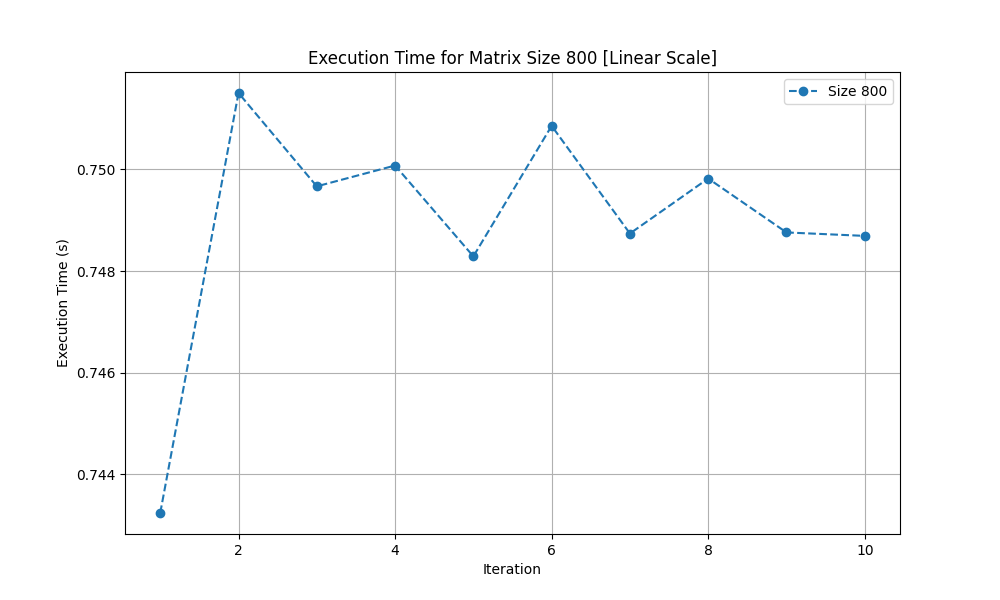 Execution Time for Matrix Size 800 [Linear Scale]
Size 800
Execution Time (s)
0.750
0.748
0.746
0.744
2 4 6 8 10
Iteration